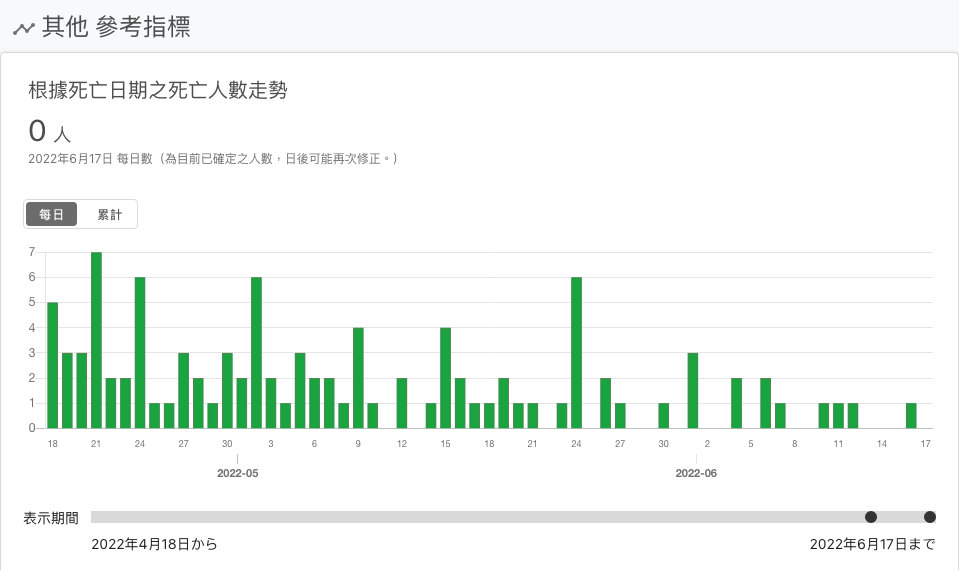 其他 參考指標
根據死亡日期之死亡人數走勢
0 人
2022年6月17日 每日數（為目前已確定之人數，日後可能再次修正。）
每日 累計
7
6
5
4
3
2
1
0
18 21 24 27 30 3 6 9 12 15 18 21 24 27 30 2 5 8 11 14 17
2022-05 2022-06
表示期間
2022年4月18日から 2022年6月17日まで